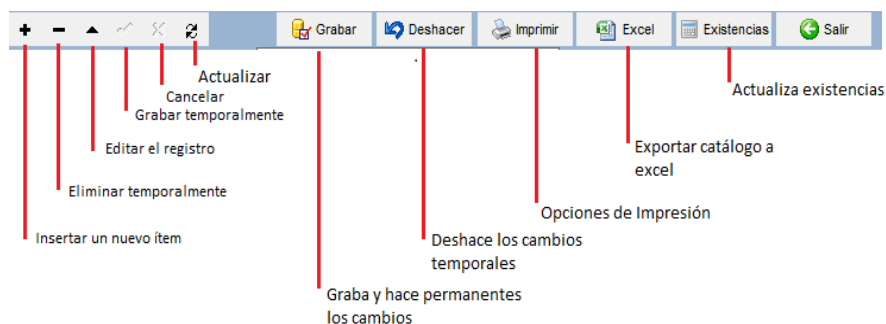 Grabar
Deshacer
Imprimir
Excel
Existencias
Salir
Actualizar
Cancelar
Grabar temporalmente
Editar el registro
Eliminar temporalmente
Insertar un nuevo ítem
Actualiza existencias
Exportar catálogo a
excel
Opciones de Impresión
Deshace los cambios
temporales
Graba y hace permanentes
los cambios